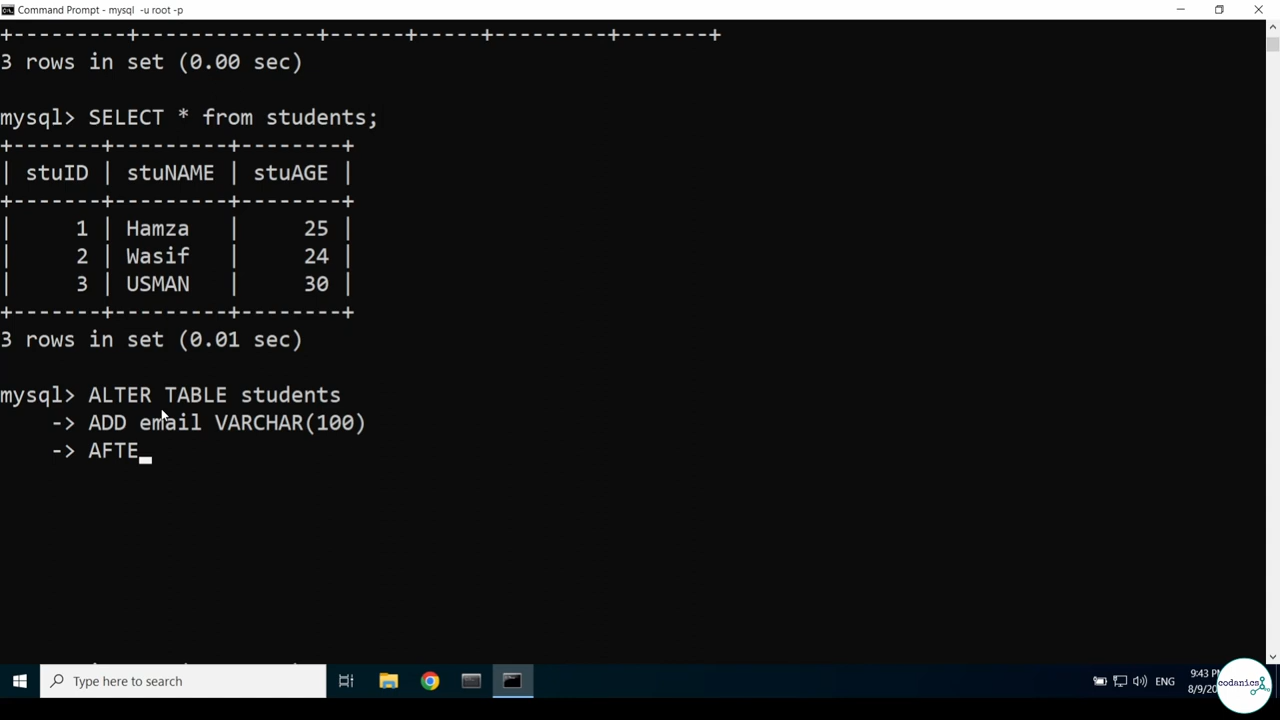 Command Prompt - mysql -u root -p
+---------+--------------+------+-----+---------+-------+
3 rows in set (0.00 sec)
mysql> SELECT * from students;
+-------+---------+--------+
| stuID | stuNAME | stuAGE |
+-------+---------+--------+
| 1 | Hamza | 25 |
| 2 | Wasif | 24 |
| 3 | USMAN | 30 |
+-------+---------+--------+
3 rows in set (0.01 sec)
mysql> ALTER TABLE students
-> ADD email VARCHAR(100)
-> AFTE
Type here to search
ENG
9:43
8/9/
codanics